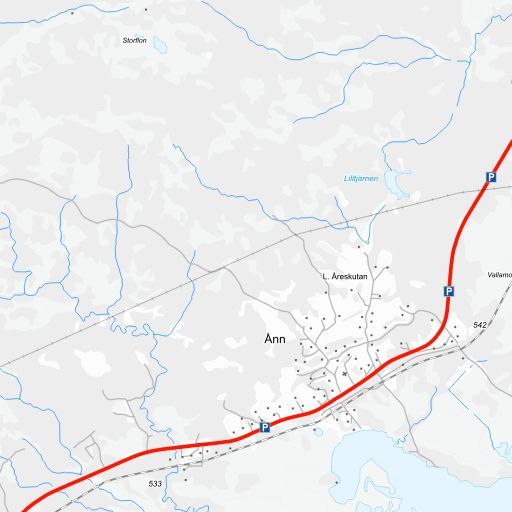 Storflon
Lilltjärnen
P
L. Åreskutan
Vallamo
P
542
Ånn
P
533